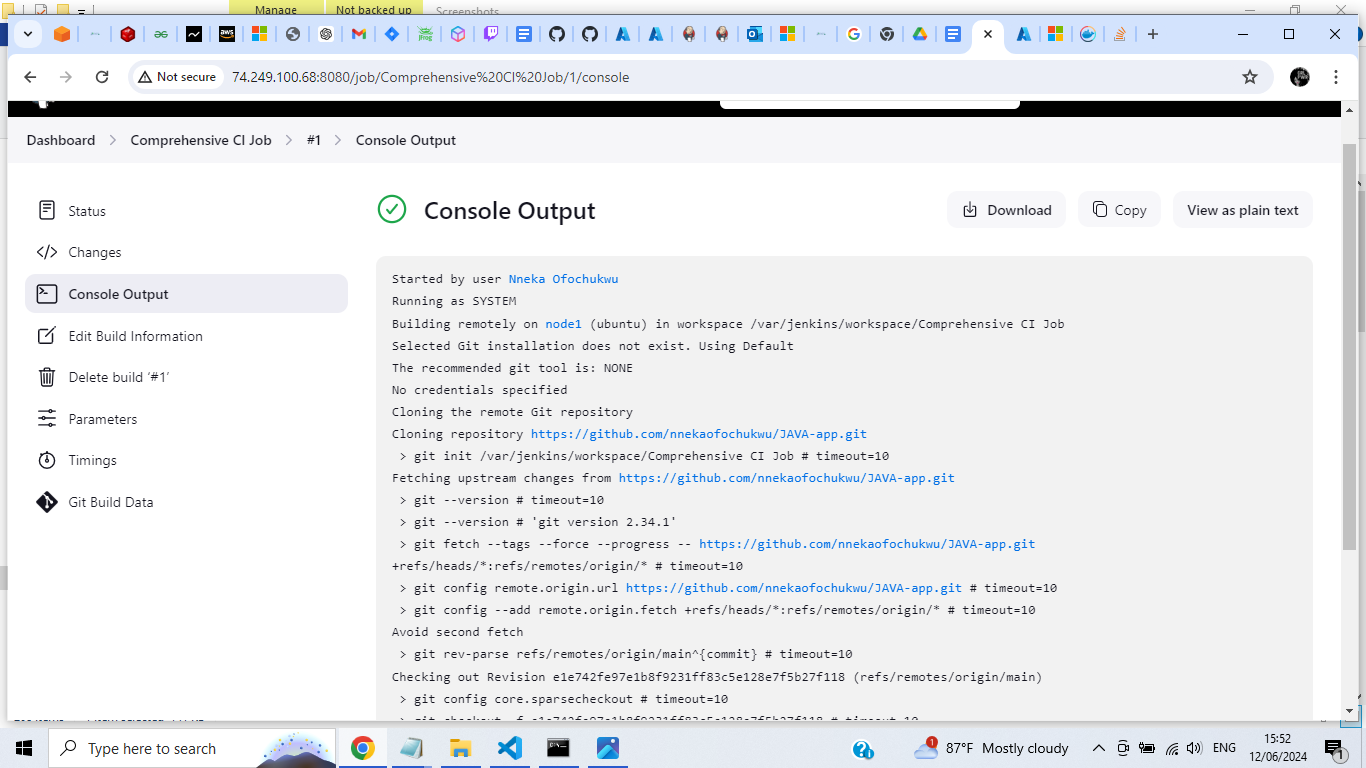 Manage
Not backed up
Screenshots
Not secure
74.249.100.68:8080/job/Comprehensive%20CI%20Job/1/console
Dashboard > Comprehensive CI Job > #1 > Console Output
Status
Changes
Console Output
Edit Build Information
Delete build ‘#1’
Parameters
Timings
Git Build Data
Console Output
Download
Copy
View as plain text
Started by user Nneka Ofochukwu
Running as SYSTEM
Building remotely on node1 (ubuntu) in workspace /var/jenkins/workspace/Comprehensive CI Job
Selected Git installation does not exist. Using Default
The recommended git tool is: NONE
No credentials specified
Cloning the remote Git repository
Cloning repository https://github.com/nnekaofochukwu/JAVA-app.git
> git init /var/jenkins/workspace/Comprehensive CI Job # timeout=10
Fetching upstream changes from https://github.com/nnekaofochukwu/JAVA-app.git
> git --version # timeout=10
> git --version # 'git version 2.34.1'
> git fetch --tags --force --progress -- https://github.com/nnekaofochukwu/JAVA-app.git
+refs/heads/*:refs/remotes/origin/* # timeout=10
> git config remote.origin.url https://github.com/nnekaofochukwu/JAVA-app.git # timeout=10
> git config --add remote.origin.fetch +refs/heads/*:refs/remotes/origin/* # timeout=10
Avoid second fetch
> git rev-parse refs/remotes/origin/main^{commit} # timeout=10
Checking out Revision e1e742fe97e1b8f9231ff83c5e128e7f5b27f118 (refs/remotes/origin/main)
> git config core.sparsecheckout # timeout=10
> git checkout -f e1e742fe97e1b8f9231ff83c5e128e7f5b27f118 # timeout=10
Type here to search
1
87°F Mostly cloudy
ENG
15:52
12/06/2024
1